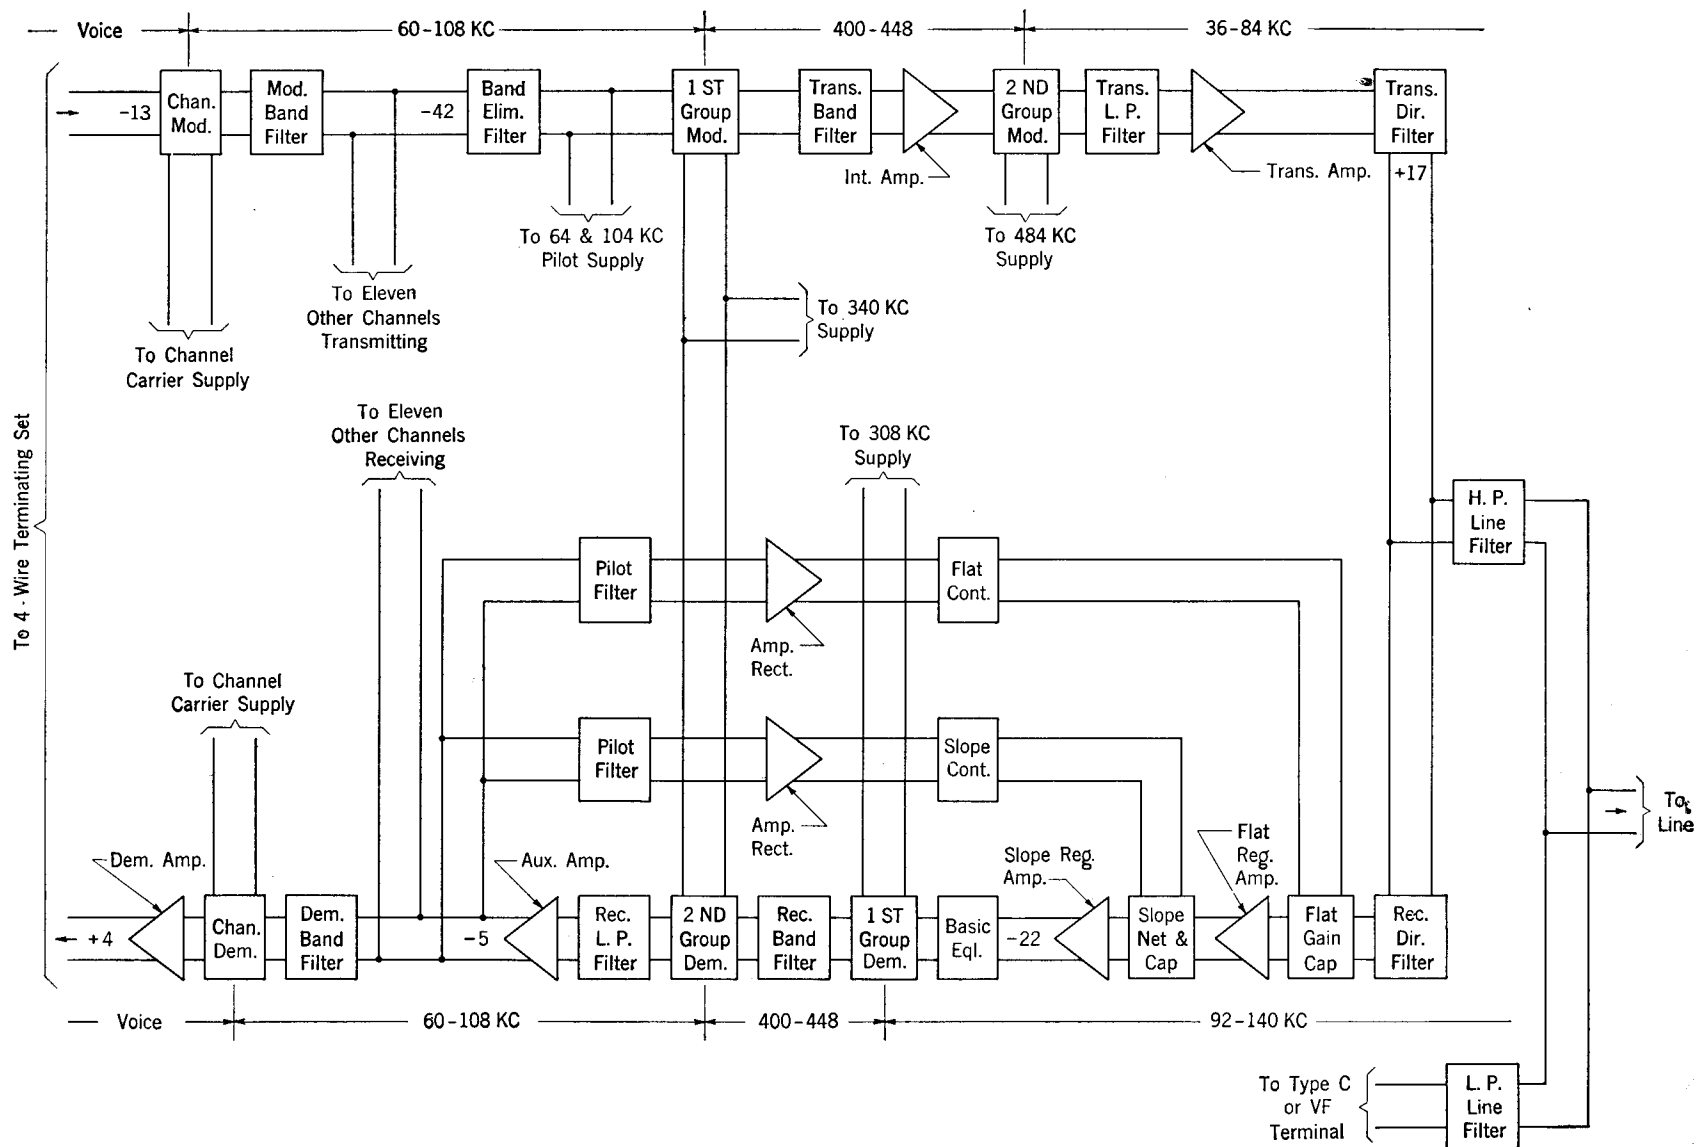 Voice
60-108 KC
400-448
36-84 KC
-13
Chan.
Mod.
Mod.
Band
Filter
-42
Band
Elim.
Filter
1 ST
Group
Mod.
Trans.
Band
Filter
Int. Amp.
2 ND
Group
Mod.
Trans.
L. P.
Filter
Trans. Amp.
Trans.
Dir.
Filter
+17
To 64 & 104 KC
Pilot Supply
To 484 KC
Supply
To Eleven
Other Channels
Transmitting
To 340 KC
Supply
To Channel
Carrier Supply
To 4 - Wire Terminating Set
To Eleven
Other Channels
Receiving
To 308 KC
Supply
H. P.
Line
Filter
Pilot
Filter
Amp.
Rect.
Flat
Cont.
To Channel
Carrier Supply
Pilot
Filter
Amp.
Rect.
Slope
Cont.
To
Line
Dem. Amp.
Aux. Amp.
Slope Reg.
Amp.
Flat
Reg.
Amp.
+4
Chan.
Dem.
Dem.
Band
Filter
-5
Rec.
L. P.
Filter
2 ND
Group
Dem.
Rec.
Band
Filter
1 ST
Group
Dem.
Basic
Eql.
-22
Slope
Net &
Cap
Flat
Gain
Cap
Rec.
Dir.
Filter
Voice
60-108 KC
400-448
92-140 KC
To Type C
or VF
Terminal
L. P.
Line
Filter